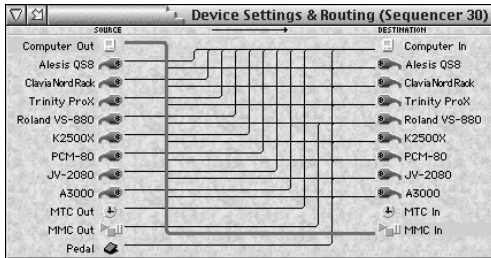 Device Settings & Routing (Sequencer 30)
SOURCE DESTINATION
Computer Out Computer In
Alesis QS8 Alesis QS8
Clavia Nord Rack Clavia Nord Rack
Trinity ProX Trinity ProX
Roland VS-880 Roland VS-880
K2500X K2500X
PCM-80 PCM-80
JV-2080 JV-2080
A3000 A3000
MTC Out MTC In
MMC Out MMC In
Pedal